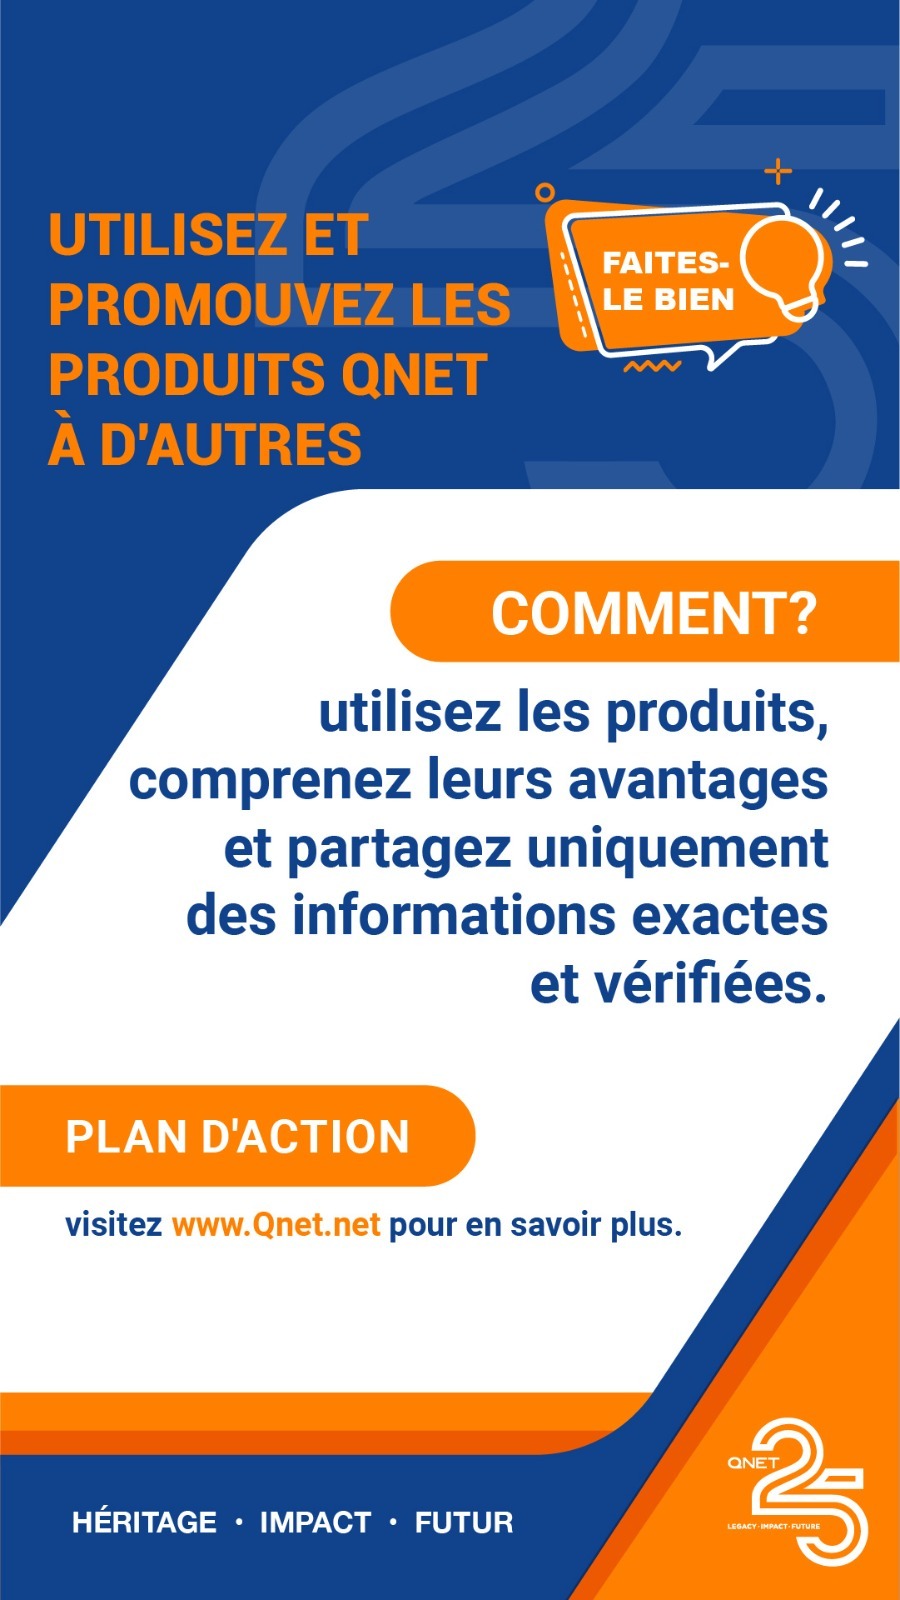 UTILISEZ ET
PROMOUVEZ LES
PRODUITS QNET
À D'AUTRES
FAITES-
LE BIEN
COMMENT?
utilisez les produits,
comprenez leurs avantages
et partagez uniquement
des informations exactes
et vérifiées.
PLAN D'ACTION
visitez www.Qnet.net pour en savoir plus.
HÉRITAGE • IMPACT • FUTUR
QNET 25
LEGACY · IMPACT · FUTURE